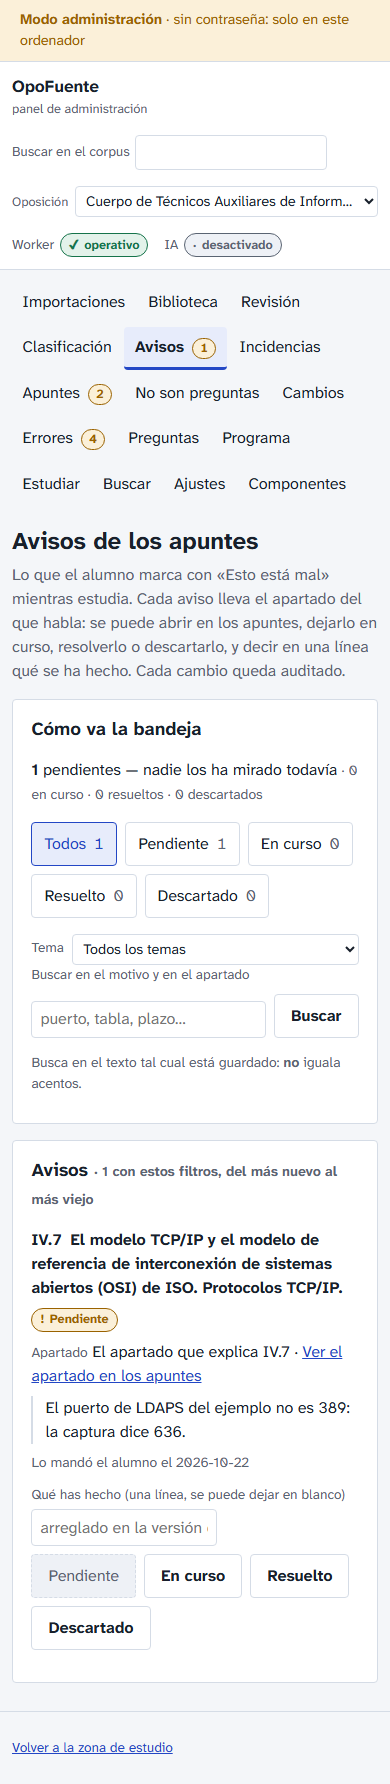 Modo administración · sin contraseña: solo en este
ordenador
OpoFuente
panel de administración
Buscar en el corpus
Oposición Cuerpo de Técnicos Auxiliares de Inform...
Worker ✓ operativo IA · desactivado
Importaciones Biblioteca Revisión
Clasificación Avisos 1 Incidencias
Apuntes 2 No son preguntas Cambios
Errores 4 Preguntas Programa
Estudiar Buscar Ajustes Componentes
Avisos de los apuntes
Lo que el alumno marca con «Esto está mal»
mientras estudia. Cada aviso lleva el apartado del
que habla: se puede abrir en los apuntes, dejarlo en
curso, resolverlo o descartarlo, y decir en una línea
qué se ha hecho. Cada cambio queda auditado.
Cómo va la bandeja
1 pendientes — nadie los ha mirado todavía · 0
en curso · 0 resueltos · 0 descartados
Todos 1 Pendiente 1 En curso 0
Resuelto 0 Descartado 0
Tema Todos los temas
Buscar en el motivo y en el apartado
puerto, tabla, plazo... Buscar
Busca en el texto tal cual está guardado: no iguala
acentos.
Avisos · 1 con estos filtros, del más nuevo al
más viejo
IV.7 El modelo TCP/IP y el modelo de
referencia de interconexión de sistemas
abiertos (OSI) de ISO. Protocolos TCP/IP.
! Pendiente
Apartado El apartado que explica IV.7 · Ver el
apartado en los apuntes
El puerto de LDAPS del ejemplo no es 389:
la captura dice 636.
Lo mandó el alumno el 2026-10-22
Qué has hecho (una línea, se puede dejar en blanco)
arreglado en la versión
Pendiente En curso Resuelto
Descartado
Volver a la zona de estudio